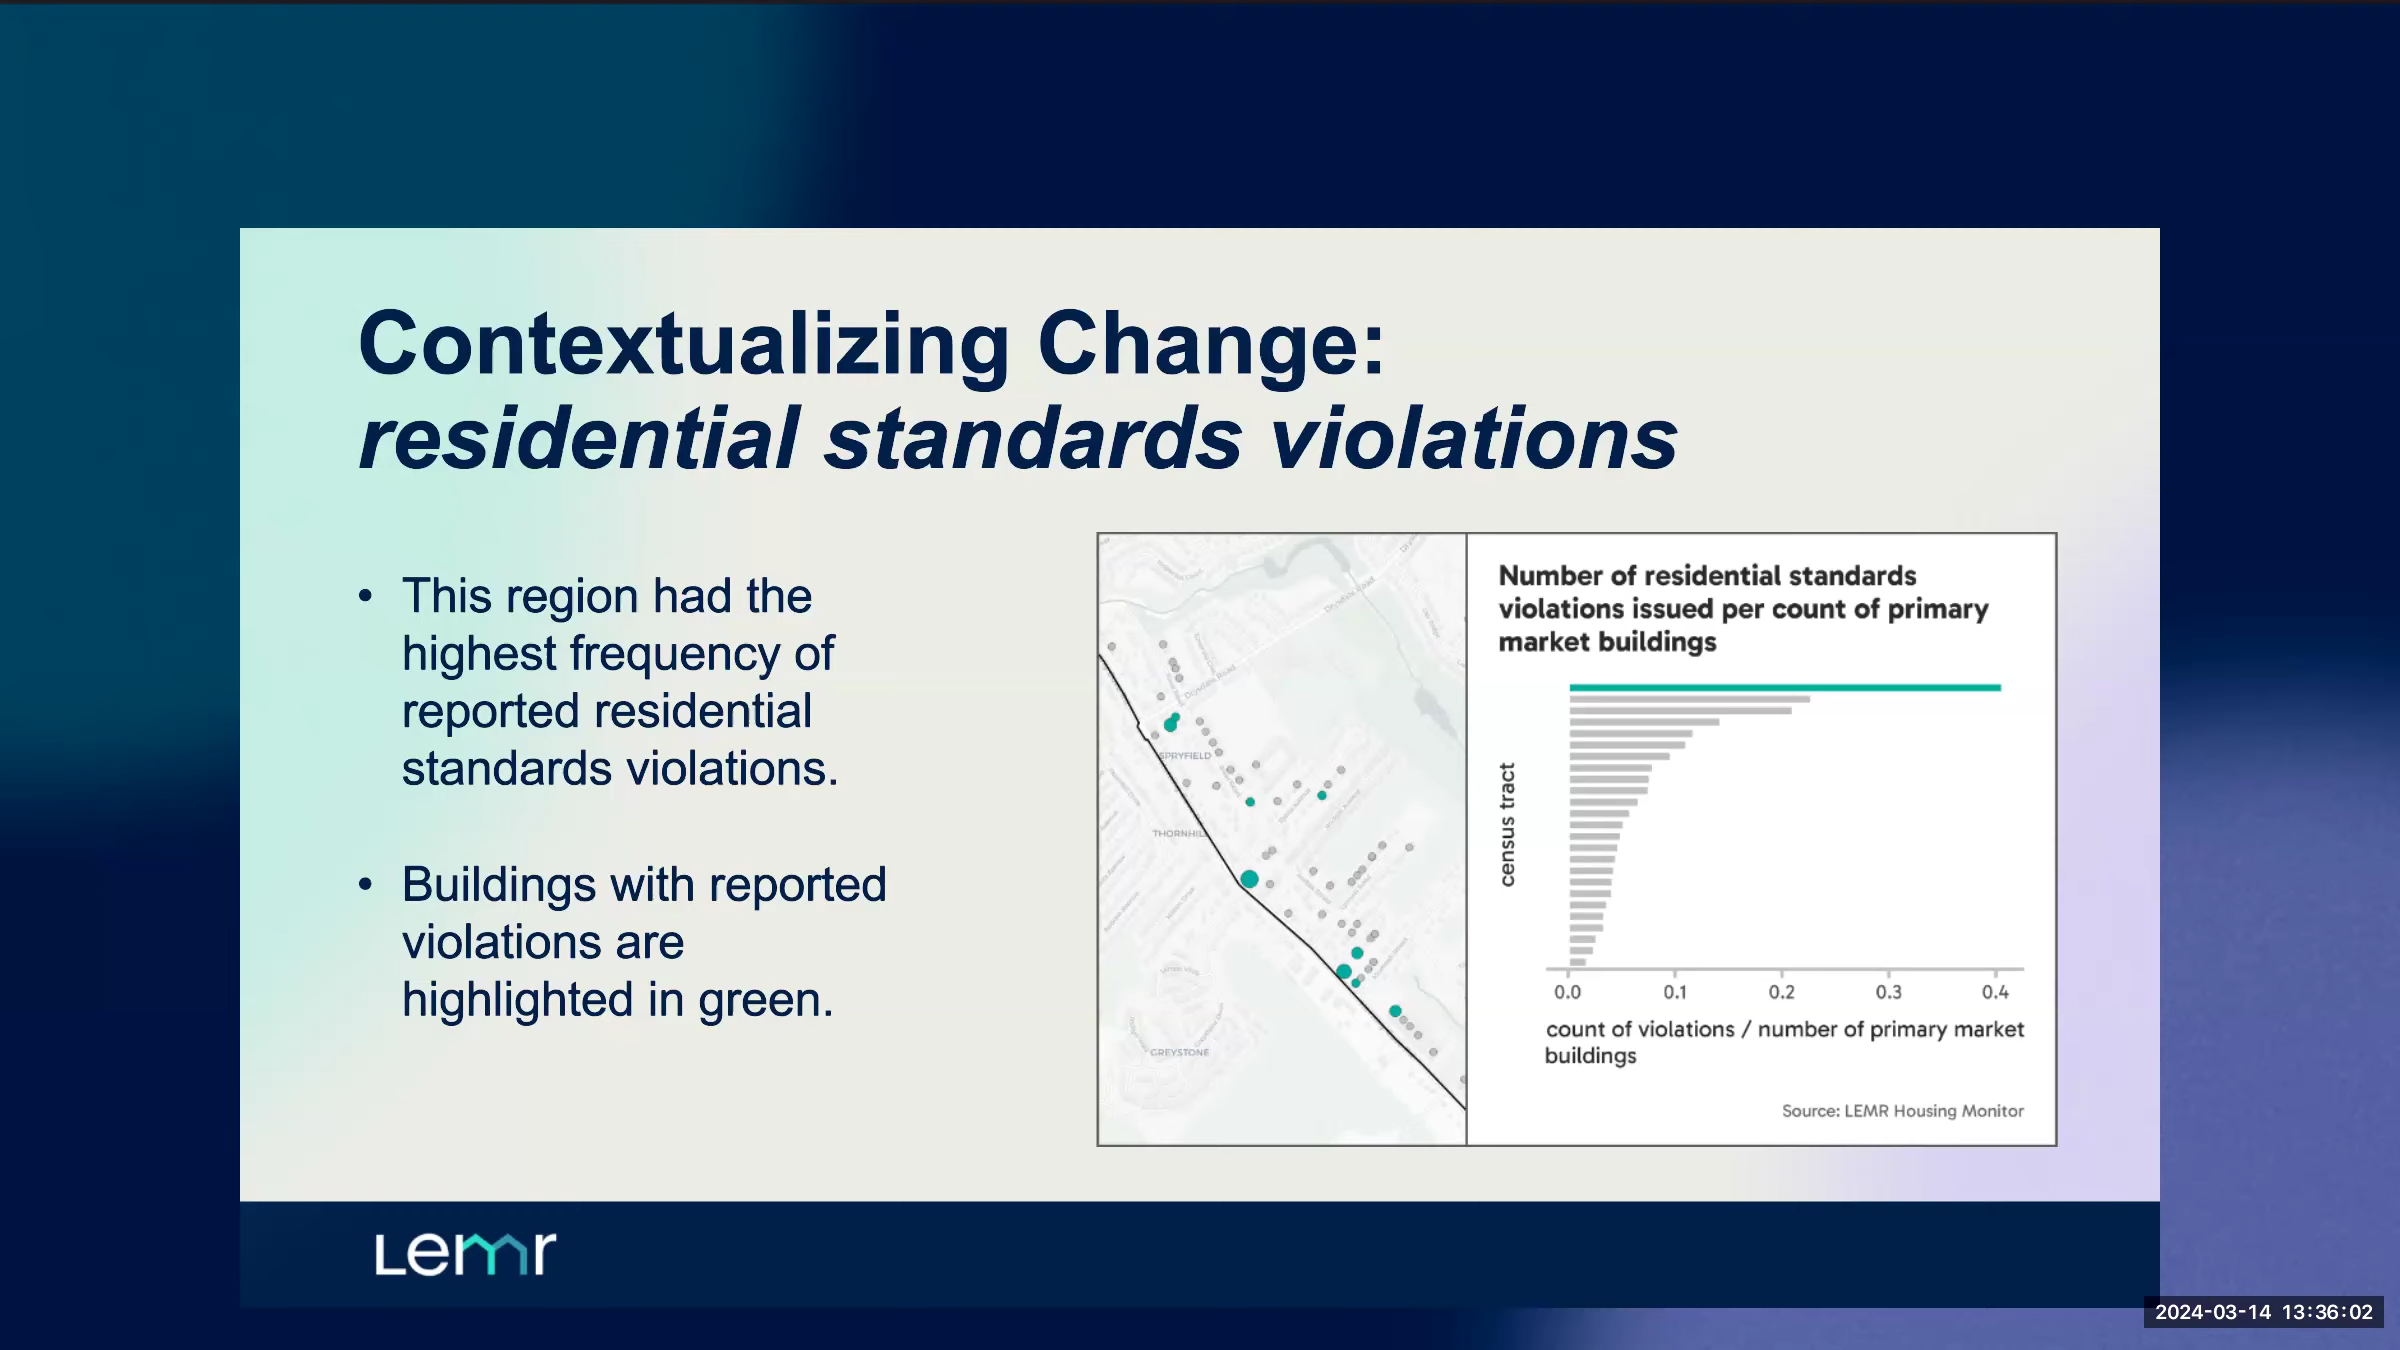 Contextualizing Change:
residential standards violations
• This region had the
highest frequency of
reported residential
standards violations.
• Buildings with reported
violations are
highlighted in green.
Drysdale Road
SPRYFIELD
THORNHILL
GREYSTONE
Number of residential standards
violations issued per count of primary
market buildings
census tract
0.0 0.1 0.2 0.3 0.4
count of violations / number of primary market
buildings
Source: LEMR Housing Monitor
Lemr
2024-03-14 13:36:02